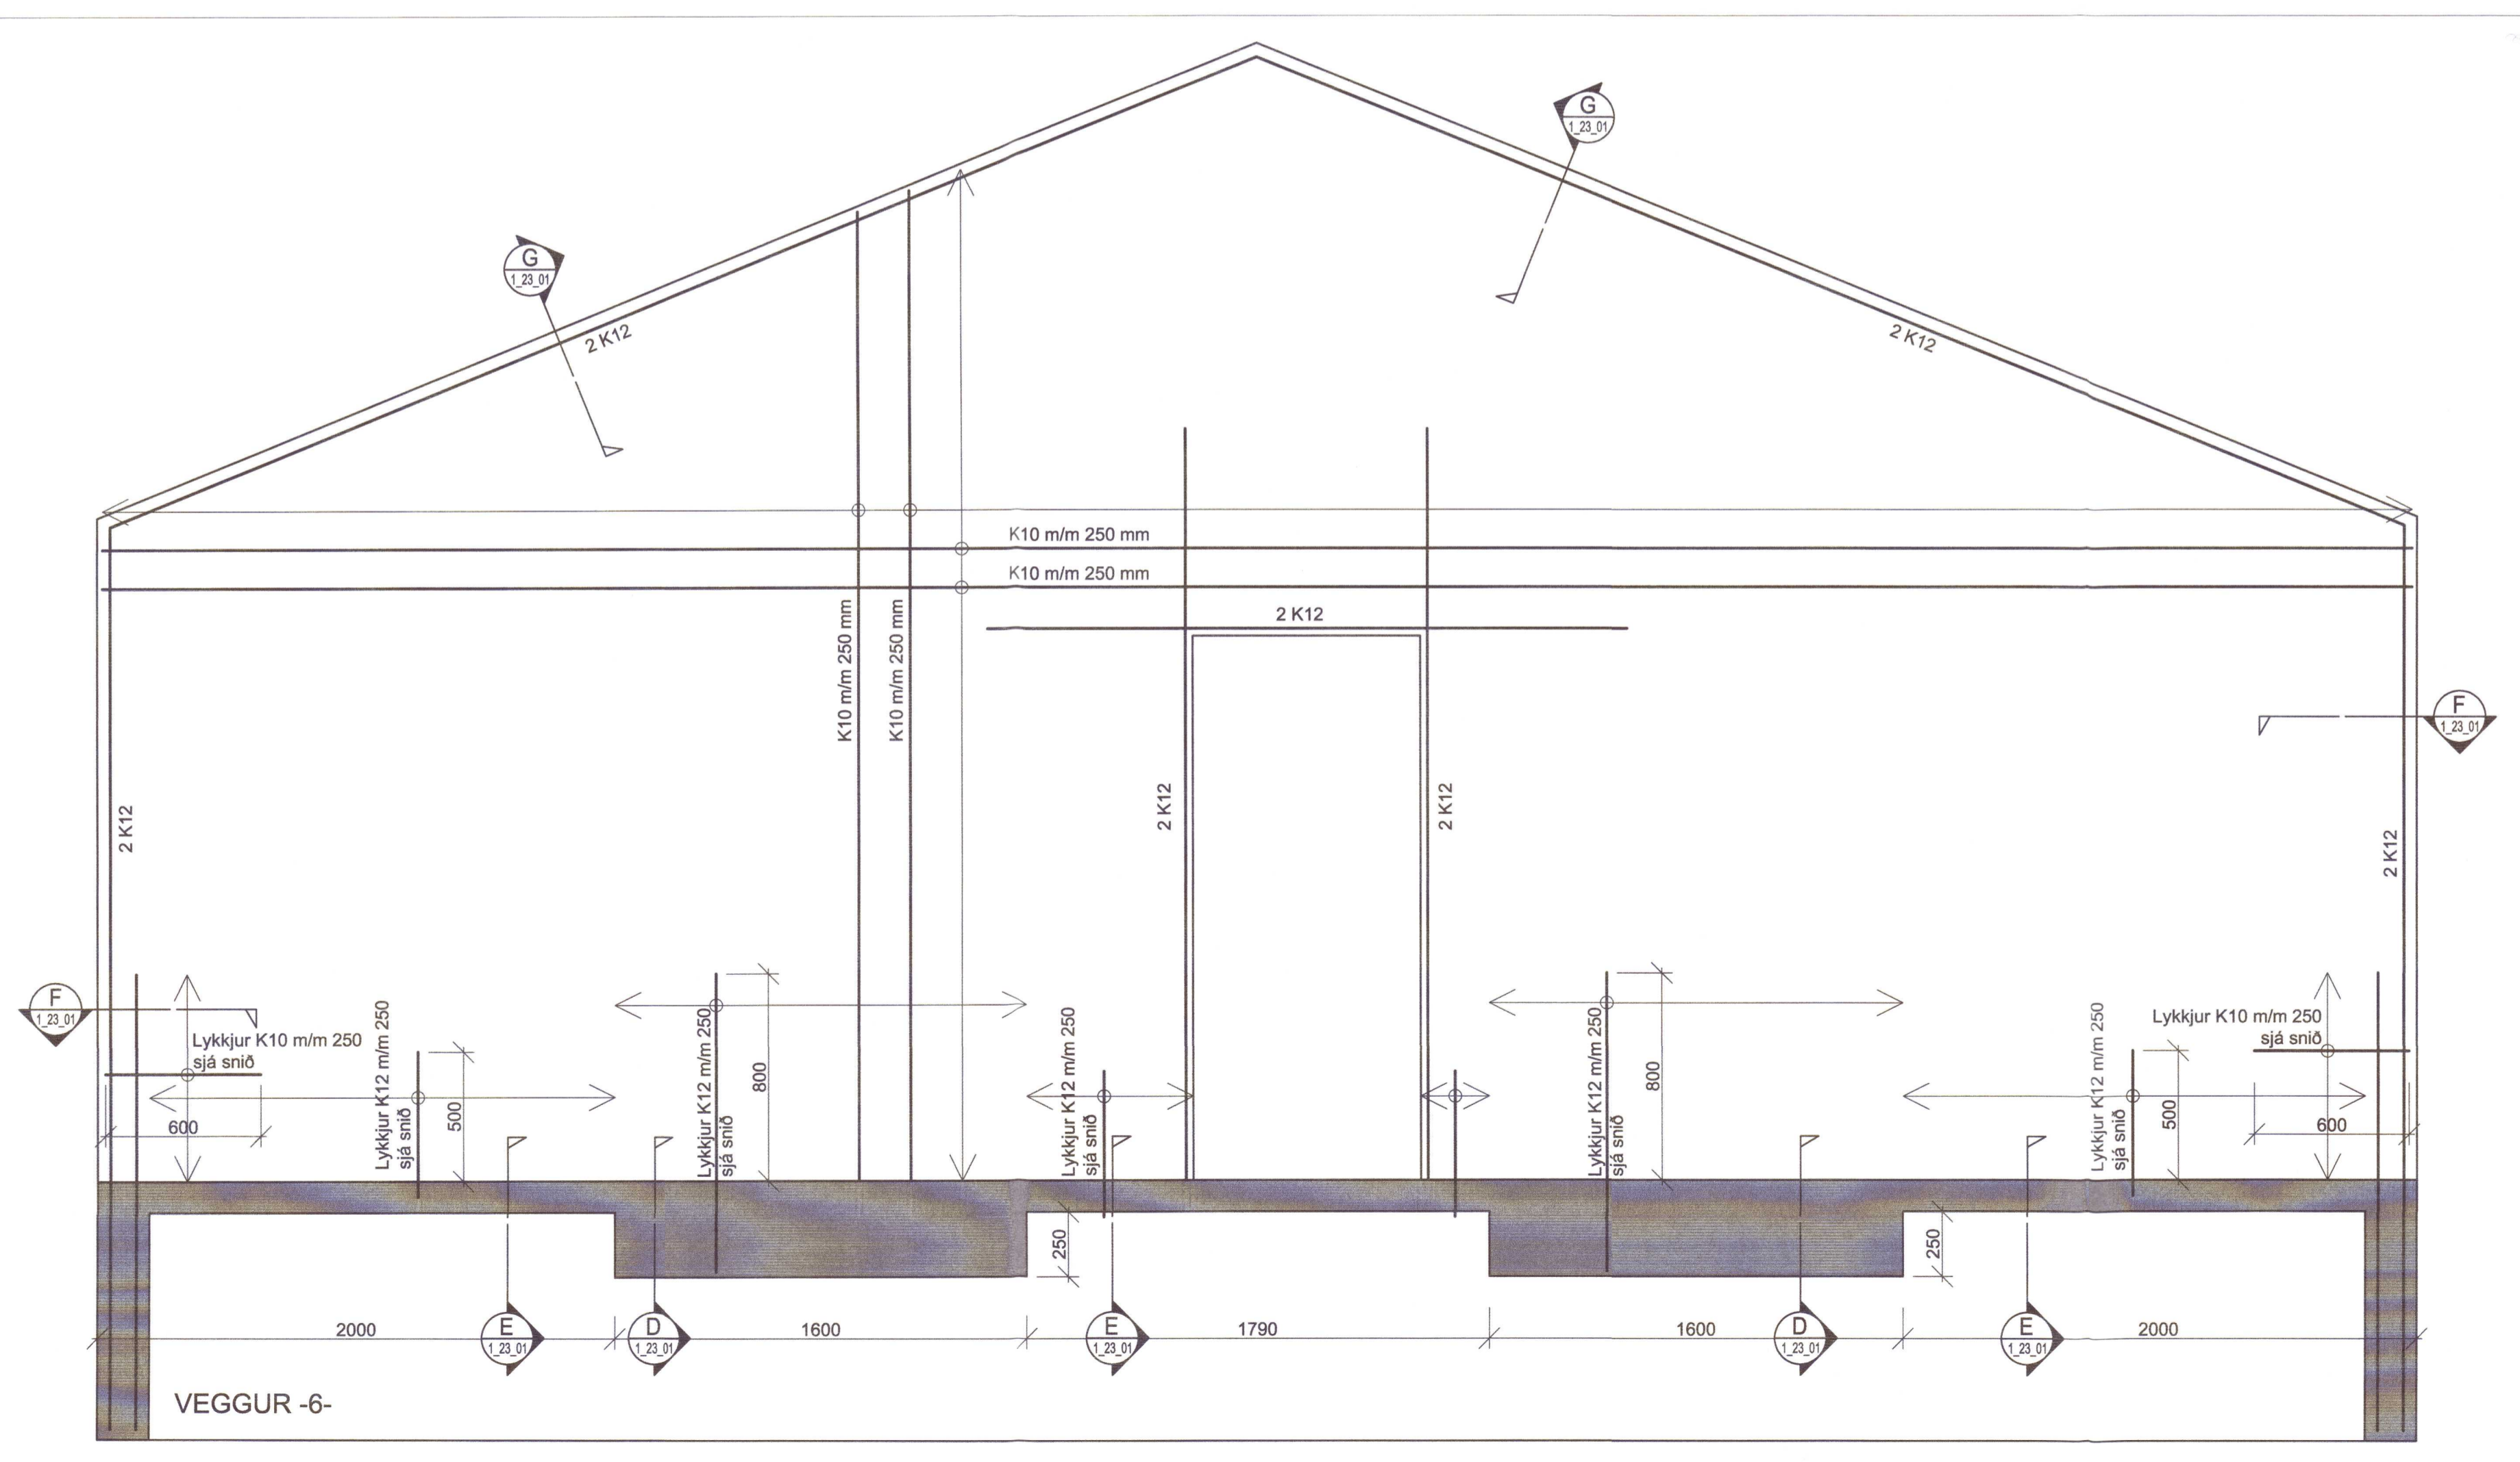 G
1_23_01
G
1_23_01
2 K12
2 K12
K10 m/m 250 mm
K10 m/m 250 mm
2 K12
K10 m/m 250 mm
K10 m/m 250 mm
F
1_23_01
2 K12
2 K12
2 K12
2 K12
F
1_23_01
Lykkjur K10 m/m 250
sjá snið
600
Lykkjur K12 m/m 250
sjá snið
500
Lykkjur K12 m/m 250
sjá snið
800
Lykkjur K12 m/m 250
sjá snið
Lykkjur K12 m/m 250
sjá snið
800
Lykkjur K12 m/m 250
sjá snið
500
Lykkjur K10 m/m 250
sjá snið
600
250
250
2000
E
1_23_01
D
1_23_01
1600
E
1_23_01
1790
1600
D
1_23_01
E
1_23_01
2000
VEGGUR -6-